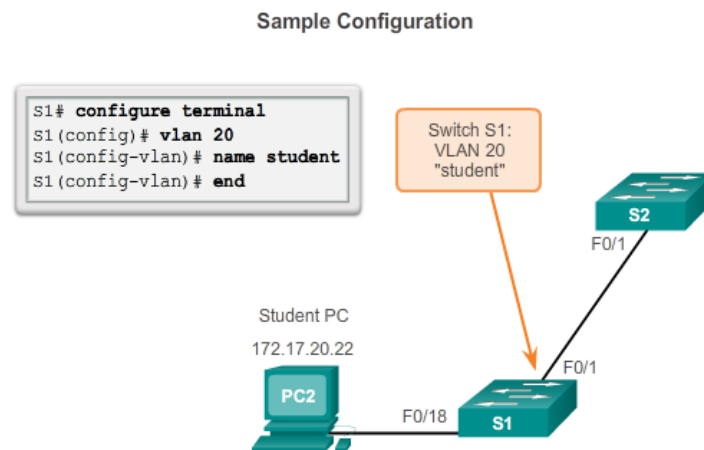 Sample Configuration
S1# configure terminal
S1(config)# vlan 20
S1(config-vlan)# name student
S1(config-vlan)# end
Switch S1:
VLAN 20
"student"
S2
F0/1
Student PC
172.17.20.22
F0/1
PC2
F0/18
S1